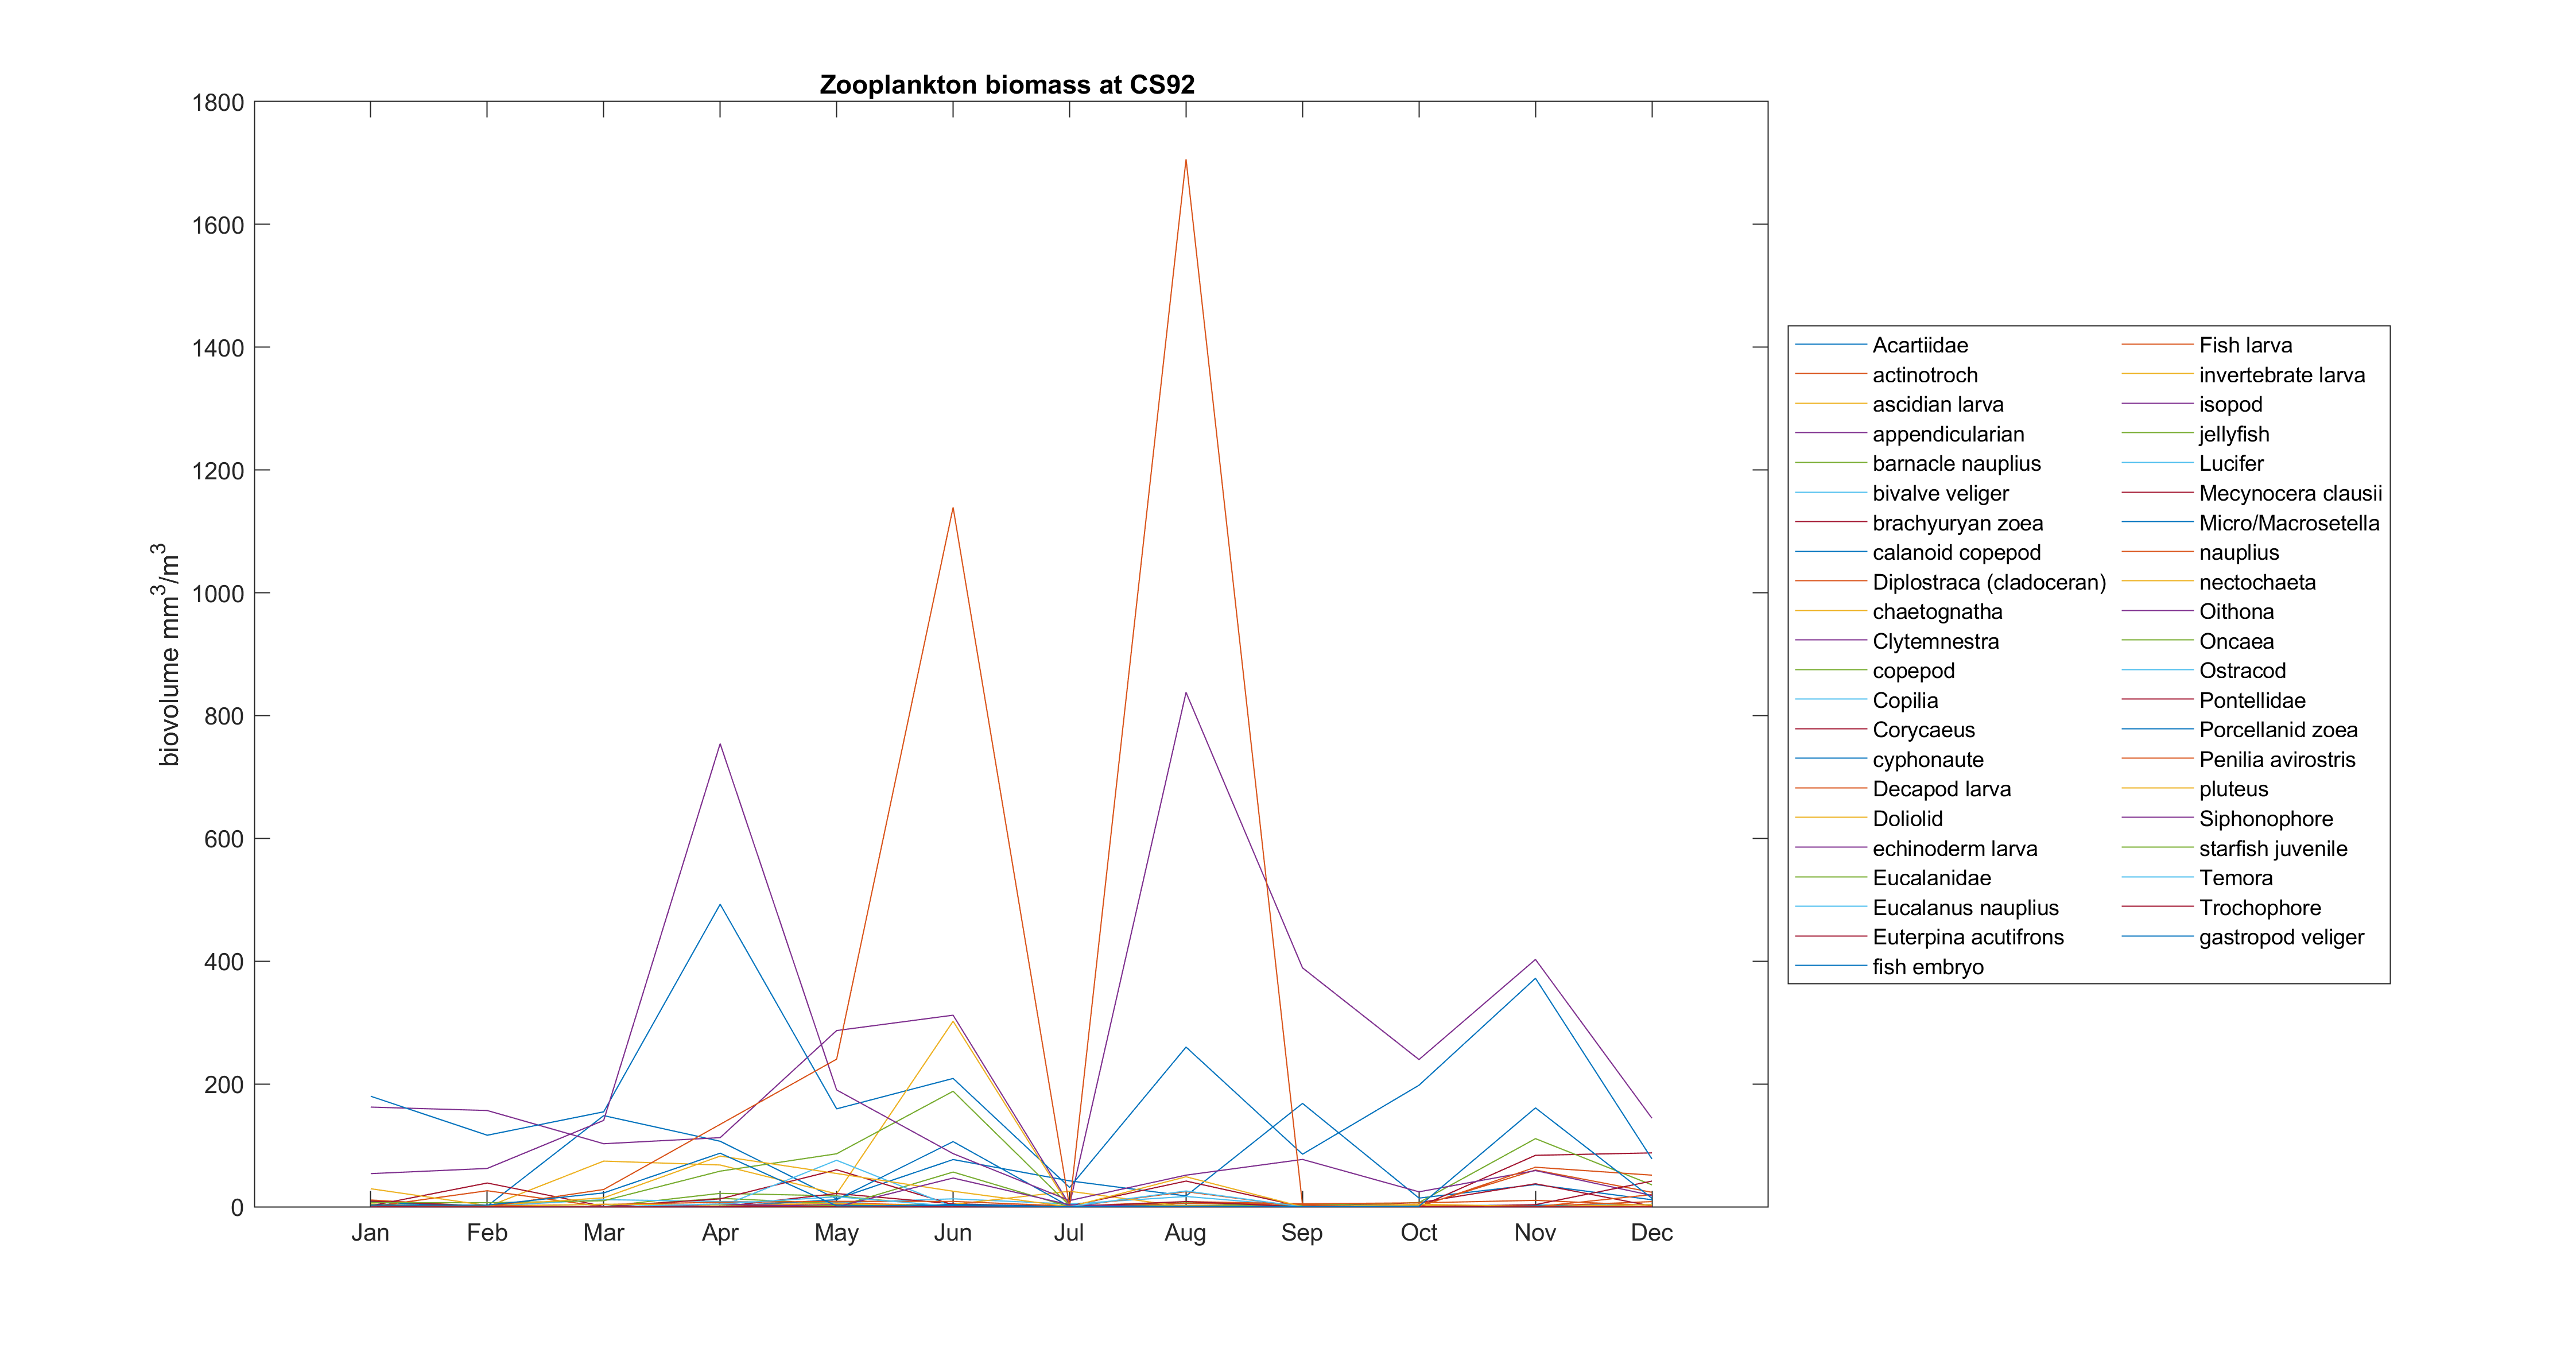 Zooplankton biomass at CS92
1800
1600
1400
1200
1000
800
600
400
200
0
biovolume mm³/m³
Jan Feb Mar Apr May Jun Jul Aug Sep Oct Nov Dec
Acartiidae
actinotroch
ascidian larva
appendicularian
barnacle nauplius
bivalve veliger
brachyuryan zoea
calanoid copepod
Diplostraca (cladoceran)
chaetognatha
Clytemnestra
copepod
Copilia
Corycaeus
cyphonaute
Decapod larva
Doliolid
echinoderm larva
Eucalanidae
Eucalanus nauplius
Euterpina acutifrons
fish embryo
Fish larva
invertebrate larva
isopod
jellyfish
Lucifer
Mecynocera clausii
Micro/Macrosetella
nauplius
nectochaeta
Oithona
Oncaea
Ostracod
Pontellidae
Porcellanid zoea
Penilia avirostris
pluteus
Siphonophore
starfish juvenile
Temora
Trochophore
gastropod veliger